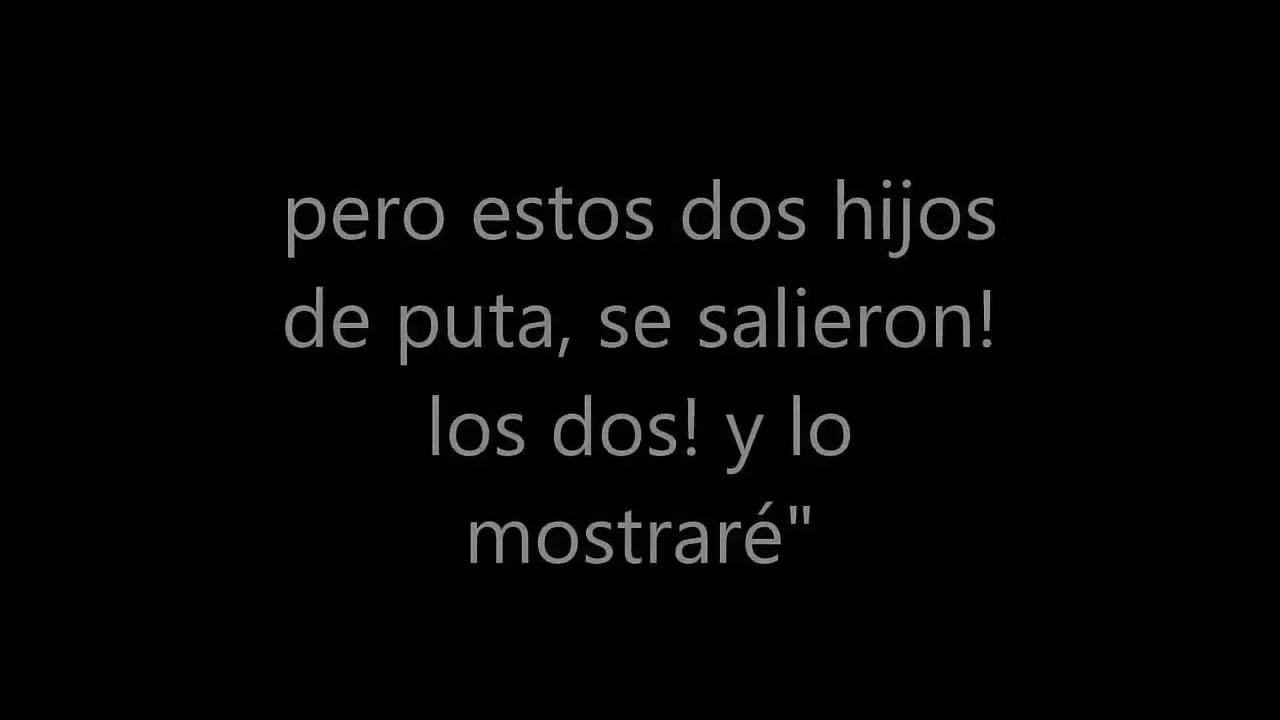 pero estos dos hijos
de puta, se salieron!
los dos! y lo
mostraré"